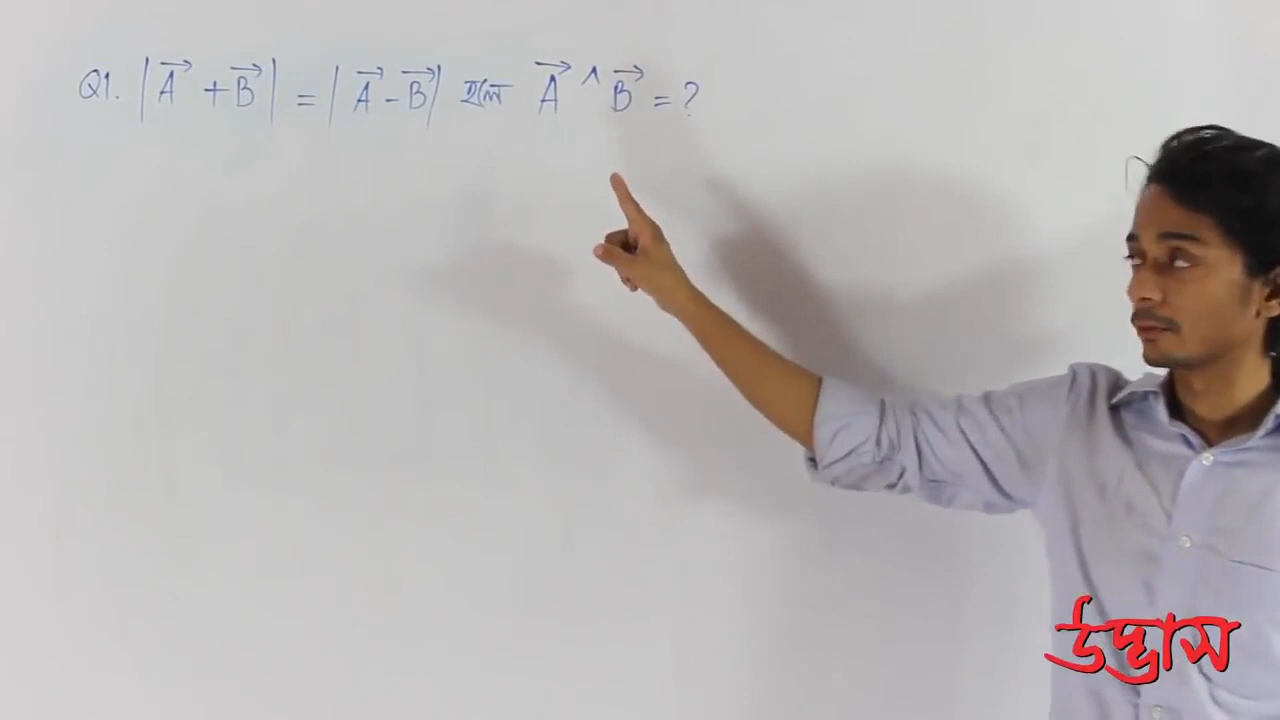 Q1. |A⃗ + B⃗| = |A⃗ - B⃗| হলে A⃗ ^ B⃗ = ?
উদ্ভাস